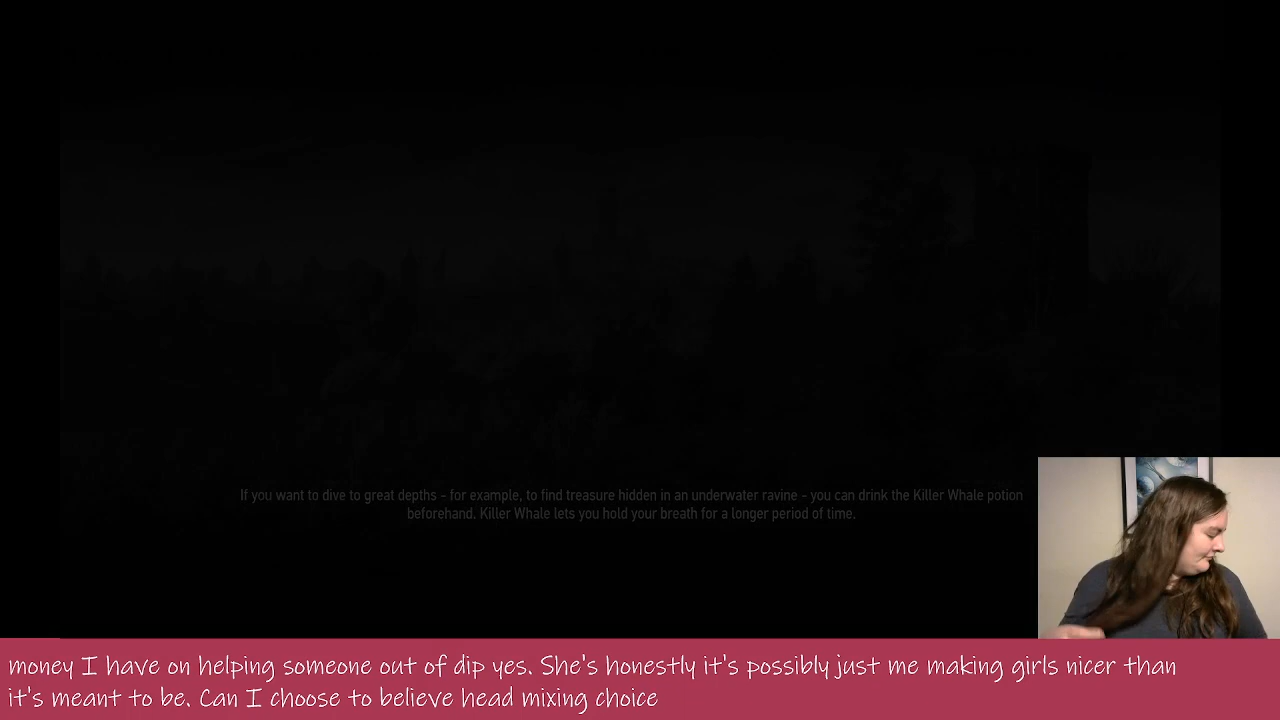 If you want to dive to great depths - for example, to find treasure hidden in an underwater ravine - you can drink the Killer Whale potion
beforehand. Killer Whale lets you hold your breath for a longer period of time.
money I have on helping someone out of dip yes. She's honestly it's possibly just me making girls nicer than
it's meant to be. Can I choose to believe head mixing choice